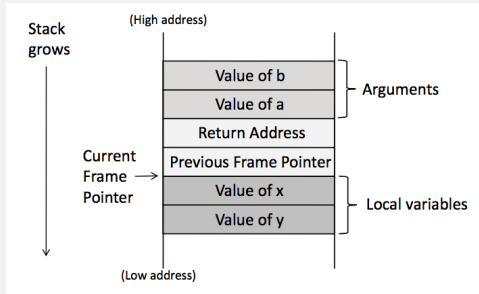 (High address)
Stack
grows
Value of b
Value of a
Arguments
Return Address
Previous Frame Pointer
Current
Frame
Pointer
Value of x
Value of y
Local variables
(Low address)